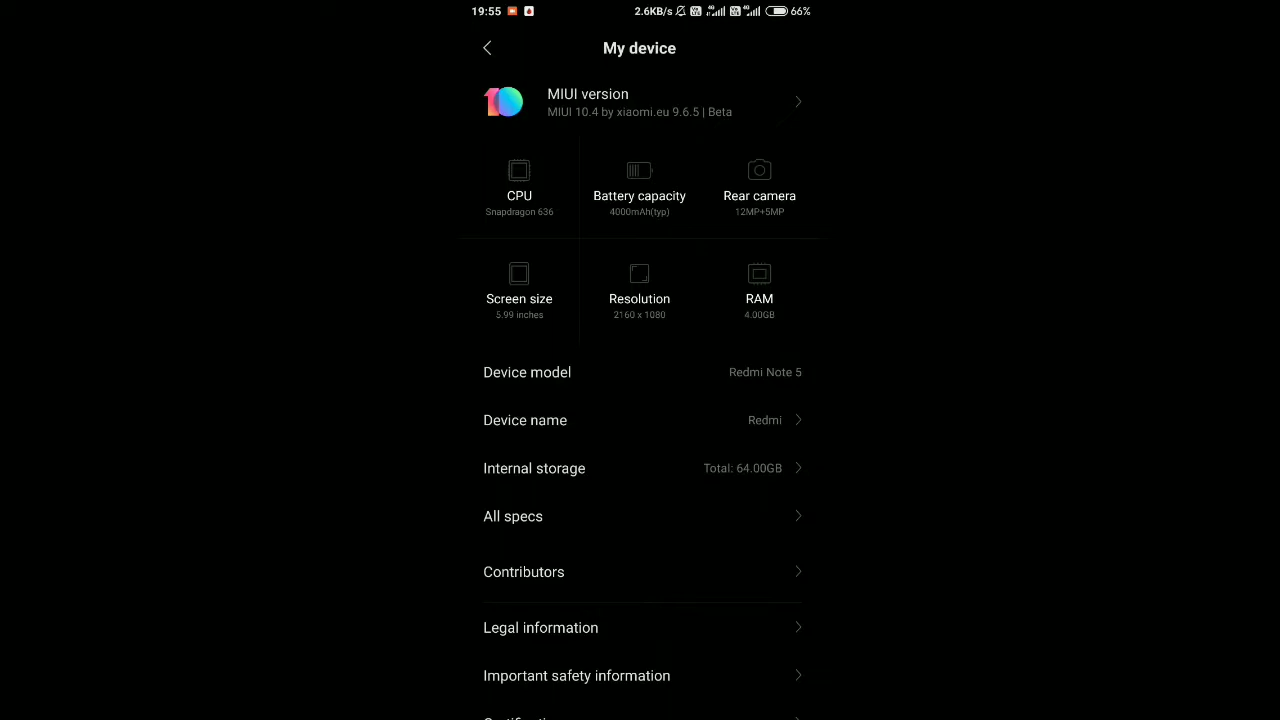 19:55 2.6KB/s 4G 4G 66%
My device
MIUI version
MIUI 10.4 by xiaomi.eu 9.6.5 | Beta
CPU Battery capacity Rear camera
Snapdragon 636 4000mAh(typ) 12MP+5MP
Screen size Resolution RAM
5.99 inches 2160 x 1080 4.00GB
Device model Redmi Note 5
Device name Redmi
Internal storage Total: 64.00GB
All specs
Contributors
Legal information
Important safety information